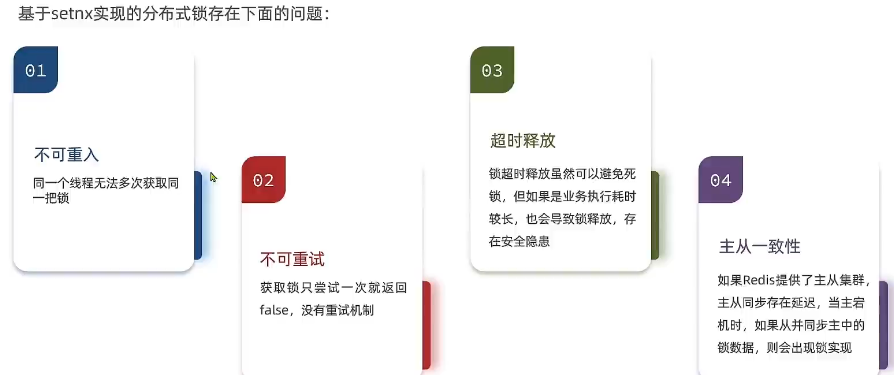 基于setnx实现的分布式锁存在下面的问题：
01
不可重入
同一个线程无法多次获取同
一把锁
02
不可重试
获取锁只尝试一次就返回
false，没有重试机制
03
超时释放
锁超时释放虽然可以避免死
锁，但如果是业务执行耗时
较长，也会导致锁释放，存
在安全隐患
04
主从一致性
如果Redis提供了主从集群，
主从同步存在延迟，当主宕
机时，如果从并同步主中的
锁数据，则会出现锁实现